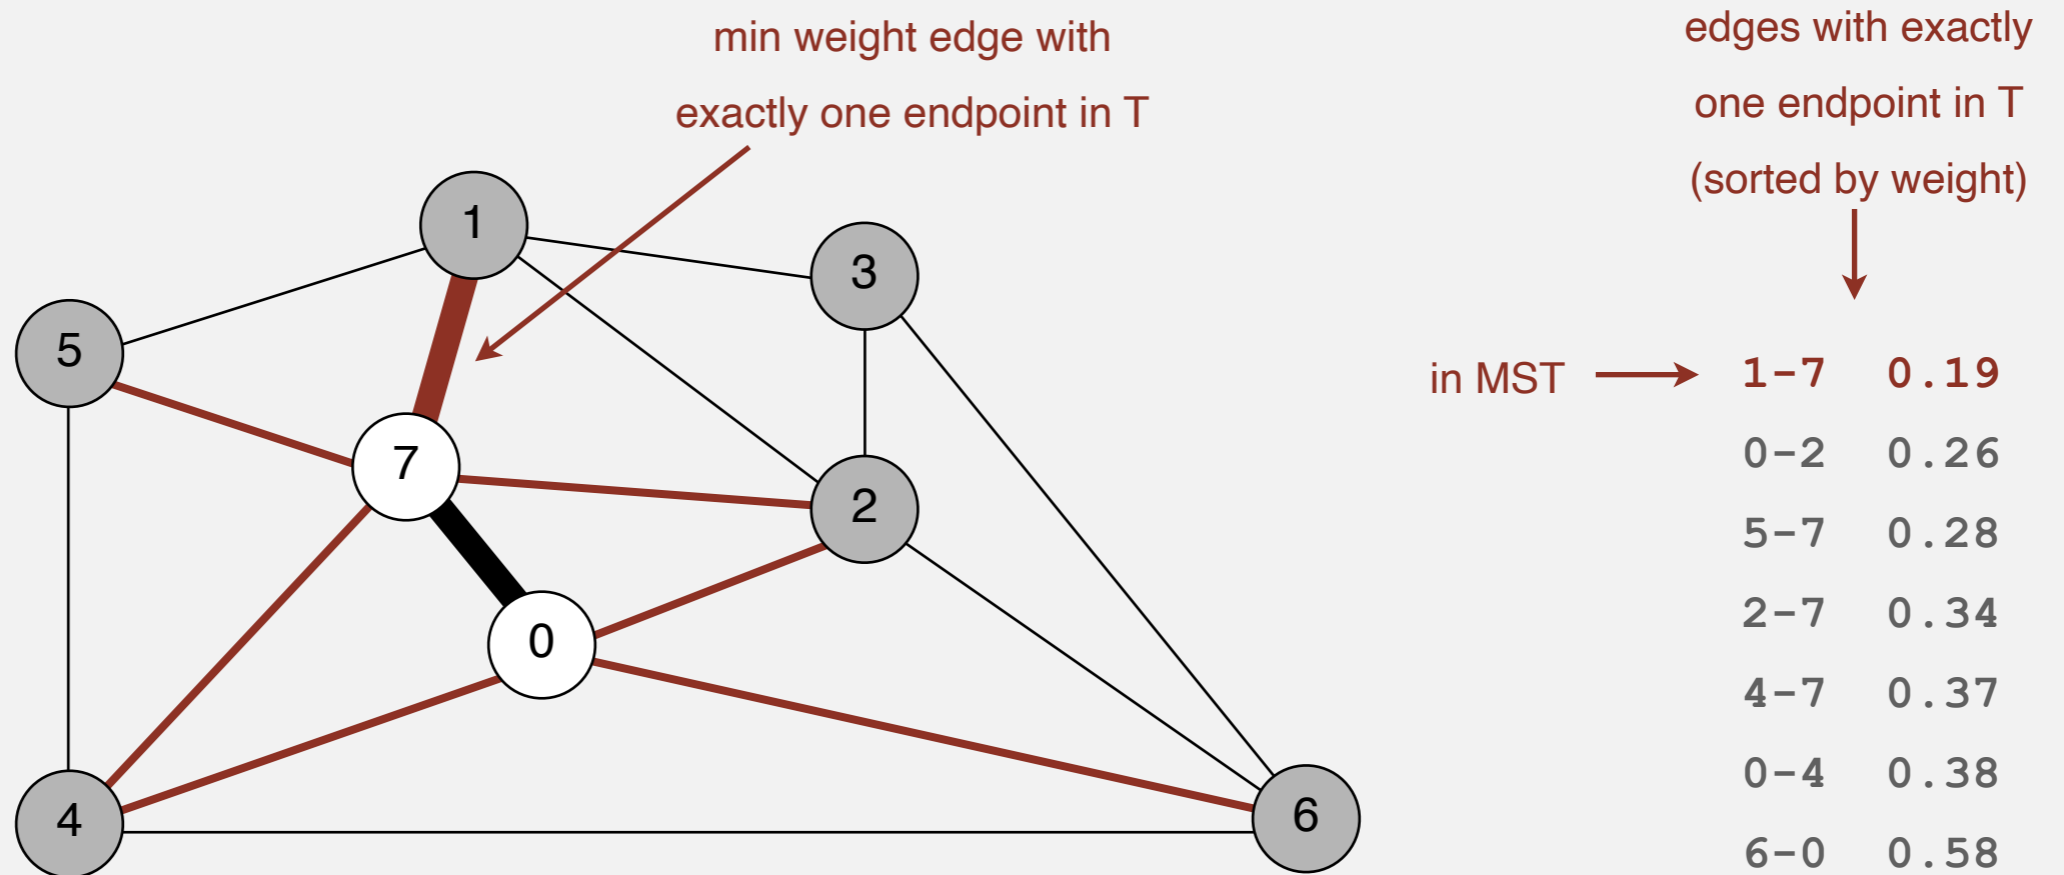 min weight edge with
exactly one endpoint in T
edges with exactly
one endpoint in T
(sorted by weight)
1
3
5
7
2
0
4
6
in MST
1-7 0.19
0-2 0.26
5-7 0.28
2-7 0.34
4-7 0.37
0-4 0.38
6-0 0.58